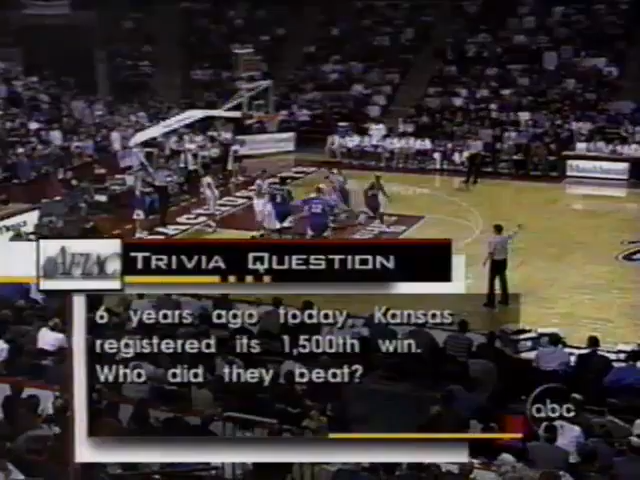 AFLAC TRIVIA QUESTION
6 years ago today, Kansas
registered its 1,500th win.
Who did they beat?
abc